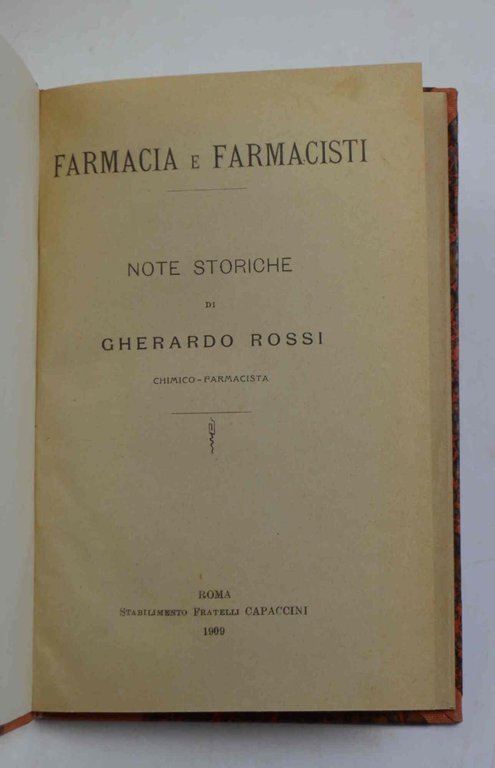 FARMACIA E FARMACISTI
NOTE STORICHE
DI
GHERARDO ROSSI
CHIMICO-FARMACISTA
ROMA
STABILIMENTO FRATELLI CAPACCINI
1909